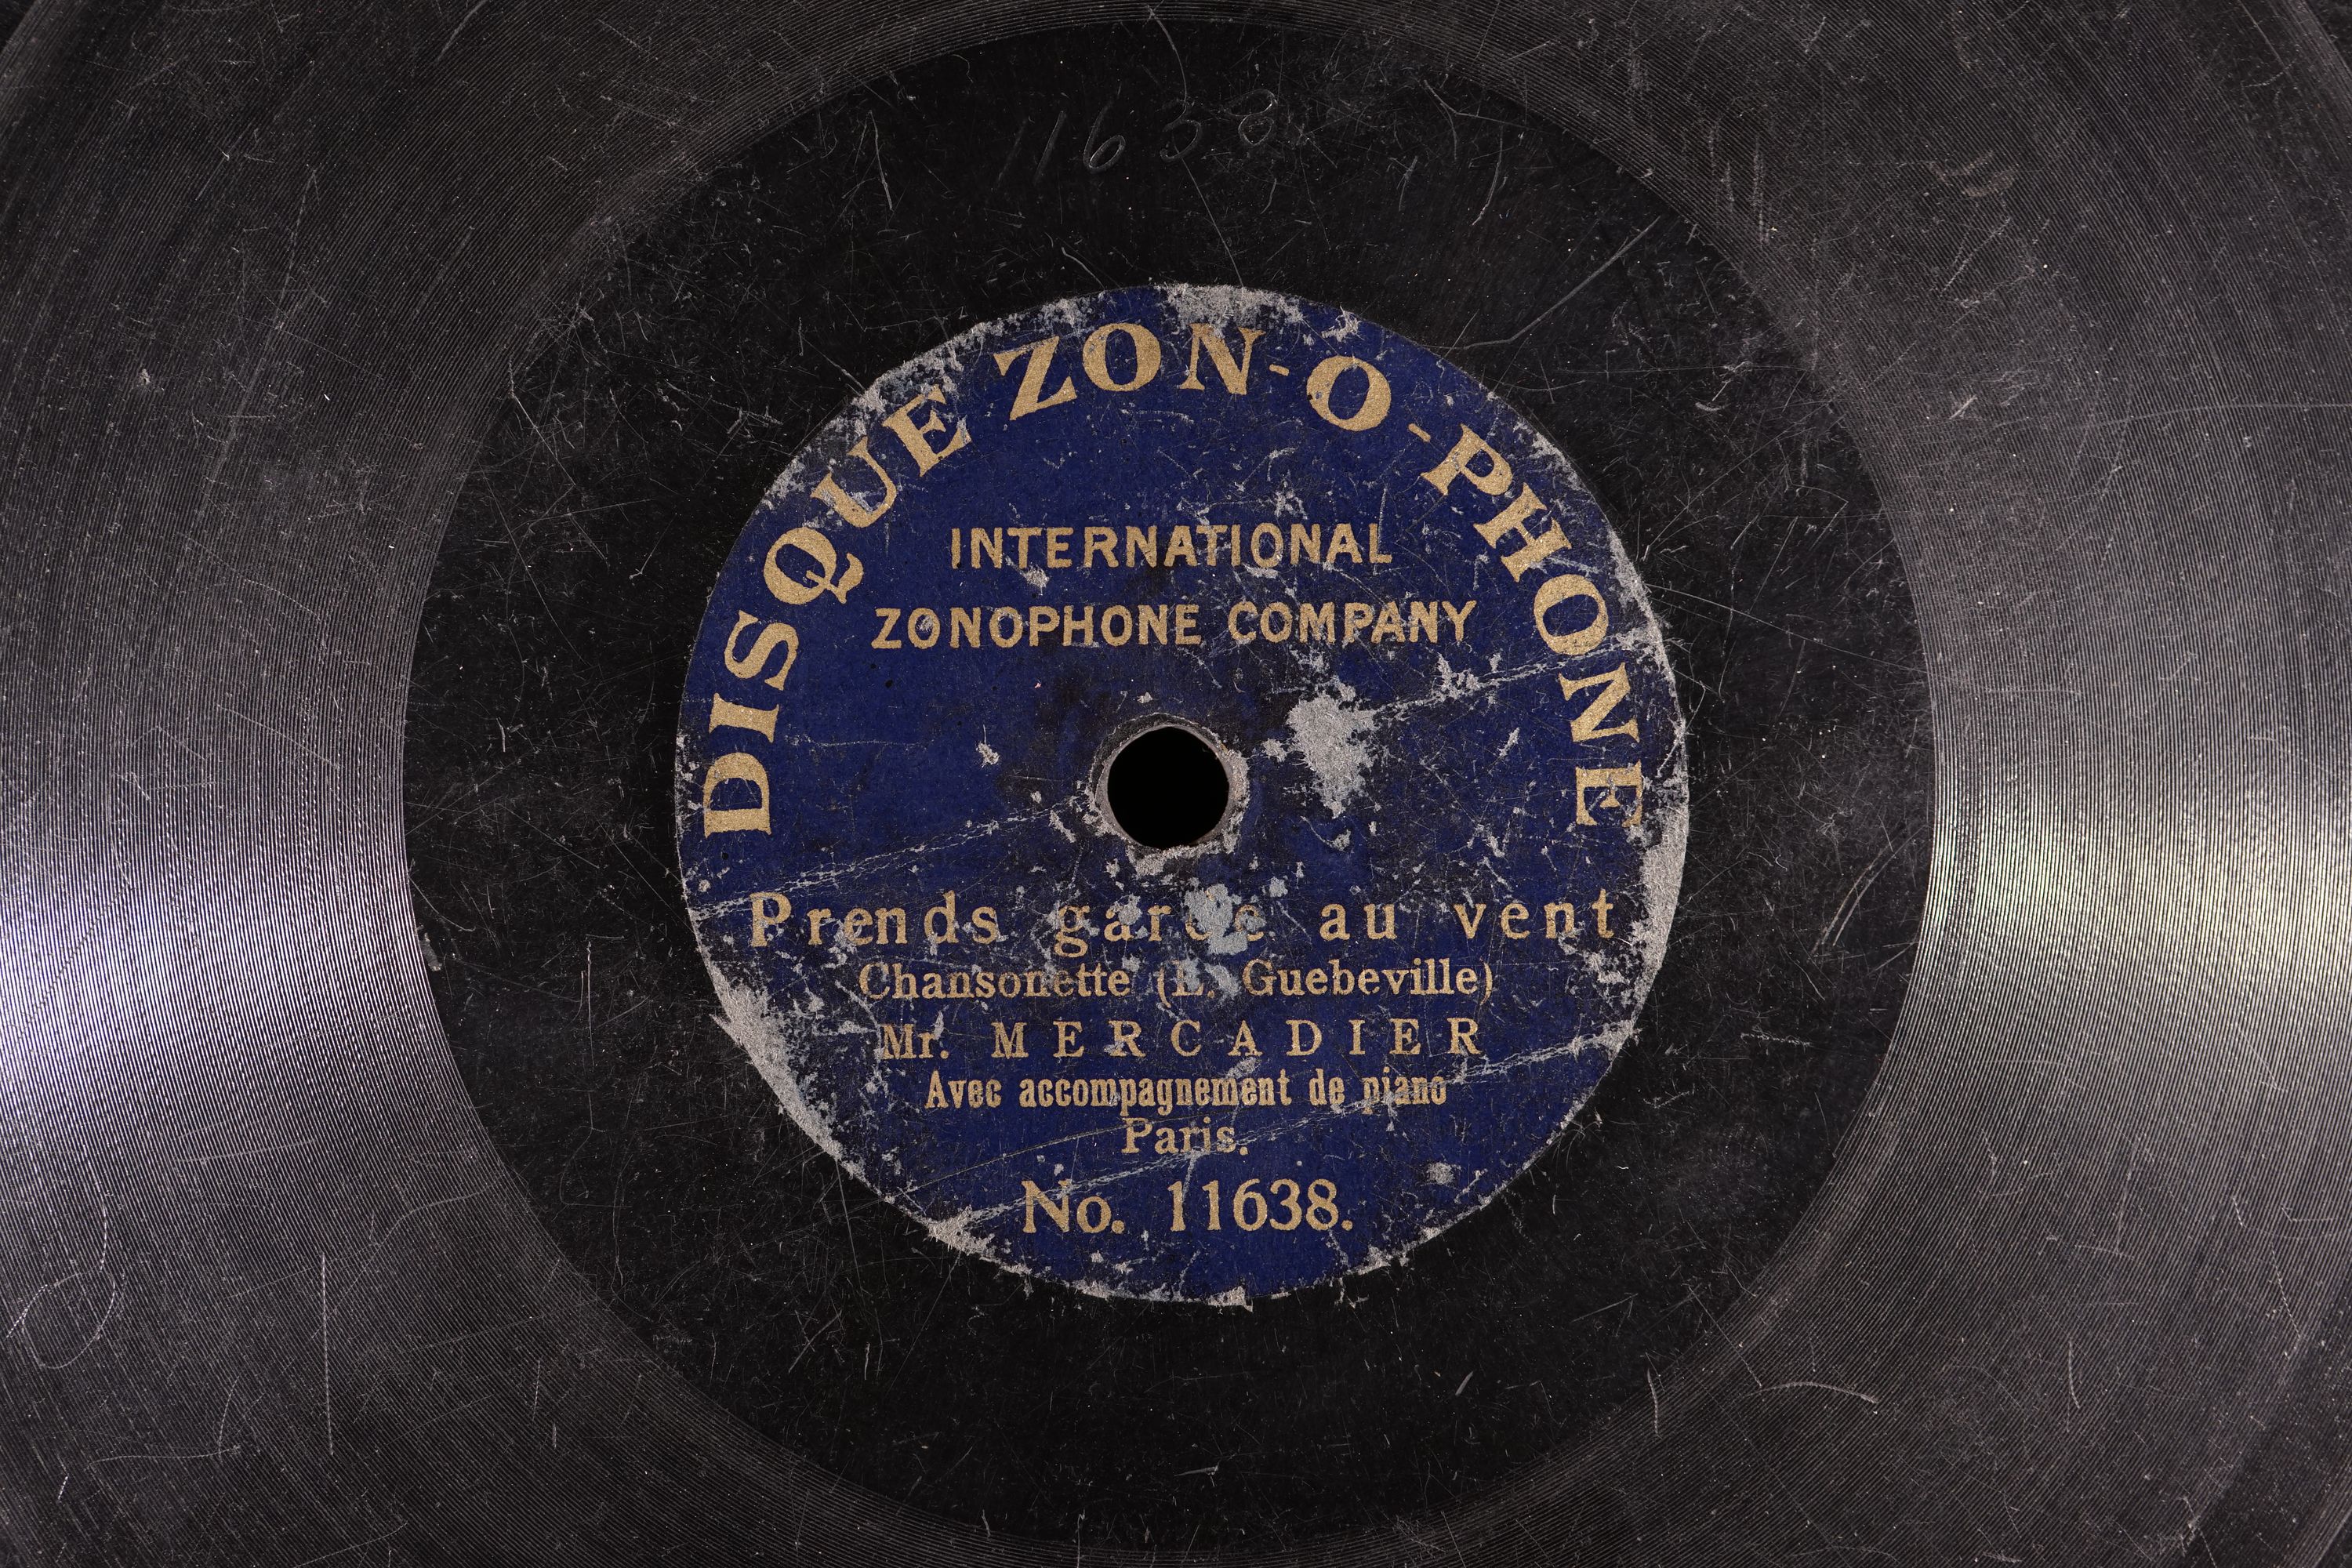 11638
DISQUE ZON-O-PHONE
INTERNATIONAL
ZONOPHONE COMPANY
Prends garde au vent
Chansonette (L. Guebeville)
Mr. MERCADIER
Avec accompagnement de piano
Paris.
No. 11638.